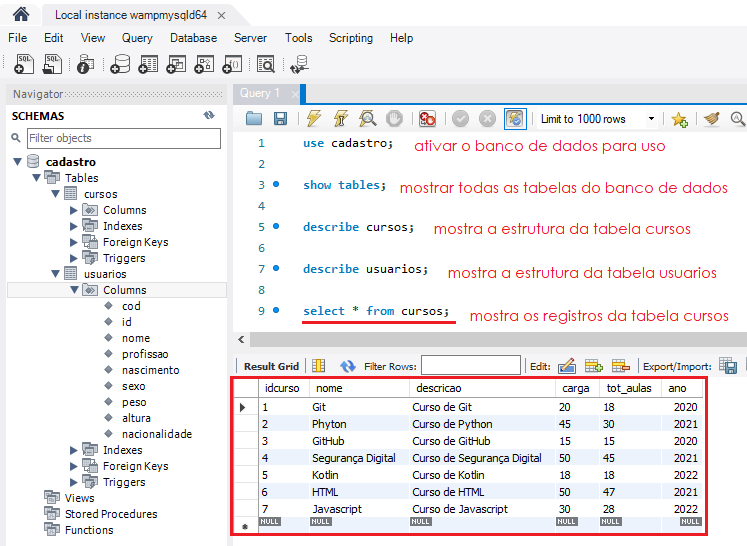 Local instance wampmysqld64
File Edit View Query Database Server Tools Scripting Help
Navigator
SCHEMAS
Filter objects
cadastro
Tables
cursos
Columns
Indexes
Foreign Keys
Triggers
usuarios
Columns
cod
id
nome
profissao
nascimento
sexo
peso
altura
nacionalidade
Indexes
Foreign Keys
Triggers
Views
Stored Procedures
Functions
Query 1
Limit to 1000 rows
1 use cadastro; ativar o banco de dados para uso
2
3 show tables; mostrar todas as tabelas do banco de dados
4
5 describe cursos; mostra a estrutura da tabela cursos
6
7 describe usuarios; mostra a estrutura da tabela usuarios
8
9 select * from cursos; mostra os registros da tabela cursos
Result Grid Filter Rows: Edit: Export/Import:
idcurso nome descricao carga tot_aulas ano
1 Git Curso de Git 20 18 2020
2 Phyton Curso de Python 45 30 2021
3 GitHub Curso de GitHub 15 15 2020
4 Segurança Digital Curso de Segurança Digital 50 45 2021
5 Kotlin Curso de Kotlin 18 18 2022
6 HTML Curso de HTML 50 47 2021
7 Javascript Curso de Javascript 30 28 2022
NULL NULL NULL NULL NULL NULL